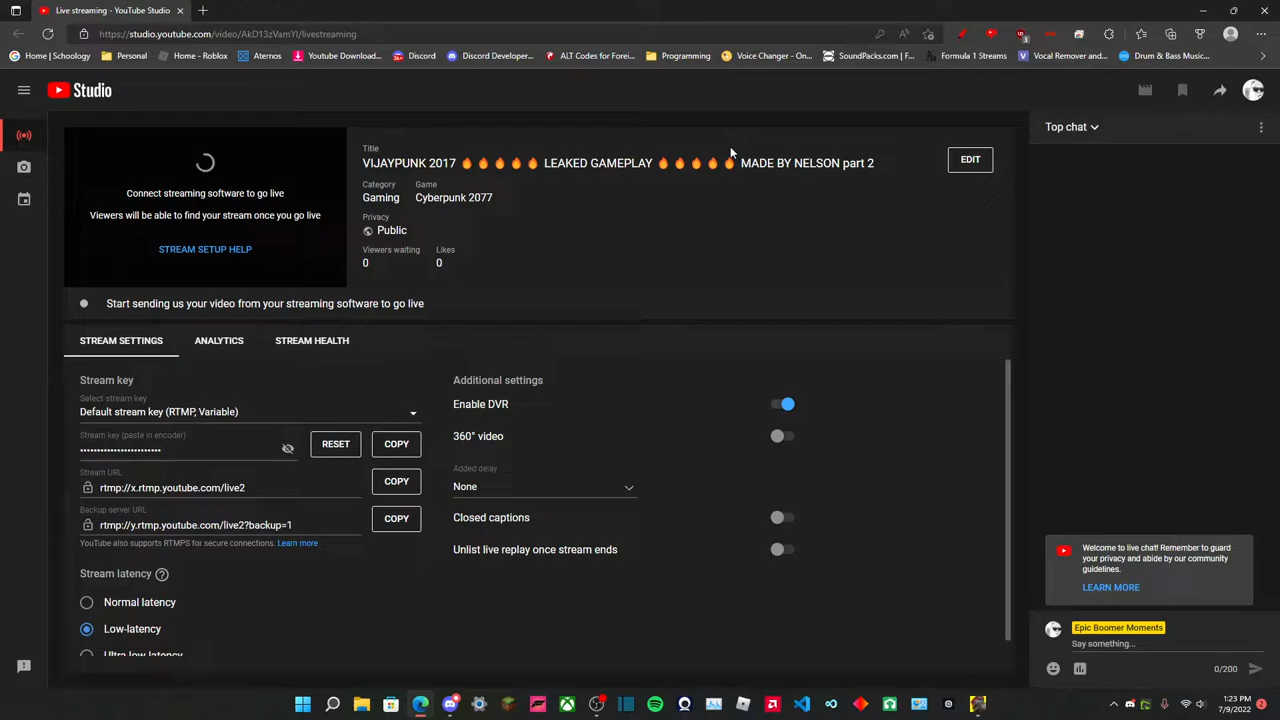 Live streaming - YouTube Studio
https://studio.youtube.com/video/AkD13zVamYI/livestreaming
Home | Schoology Personal Home - Roblox Aternos YouTube Download... Discord Discord Developer... ALT Codes for Forei... Programming Voice Changer - On... SoundPacks.com | F... Formula 1 Streams Vocal Remover and... Drum & Bass Music...
Studio
Top chat
Title
VIJAYPUNK 2017 🔥🔥🔥🔥🔥 LEAKED GAMEPLAY 🔥🔥🔥🔥🔥 MADE BY NELSON part 2
EDIT
Category Game
Gaming Cyberpunk 2077
Privacy
Public
Viewers waiting Likes
0 0
Connect streaming software to go live
Viewers will be able to find your stream once you go live
STREAM SETUP HELP
Start sending us your video from your streaming software to go live
STREAM SETTINGS ANALYTICS STREAM HEALTH
Stream key
Select stream key
Default stream key (RTMP, Variable)
Stream key (paste in encoder)
••••••••••••••••••••••••
RESET COPY
Stream URL
rtmp://x.rtmp.youtube.com/live2
COPY
Backup server URL
rtmp://y.rtmp.youtube.com/live2?backup=1
COPY
YouTube also supports RTMPS for secure connections. Learn more
Stream latency
Normal latency
Low-latency
Ultra low-latency
Additional settings
Enable DVR
360° video
Added delay
None
Closed captions
Unlist live replay once stream ends
Welcome to live chat! Remember to guard
your privacy and abide by our community
guidelines.
LEARN MORE
Epic Boomer Moments
Say something...
0/200
1:23 PM
7/9/2022